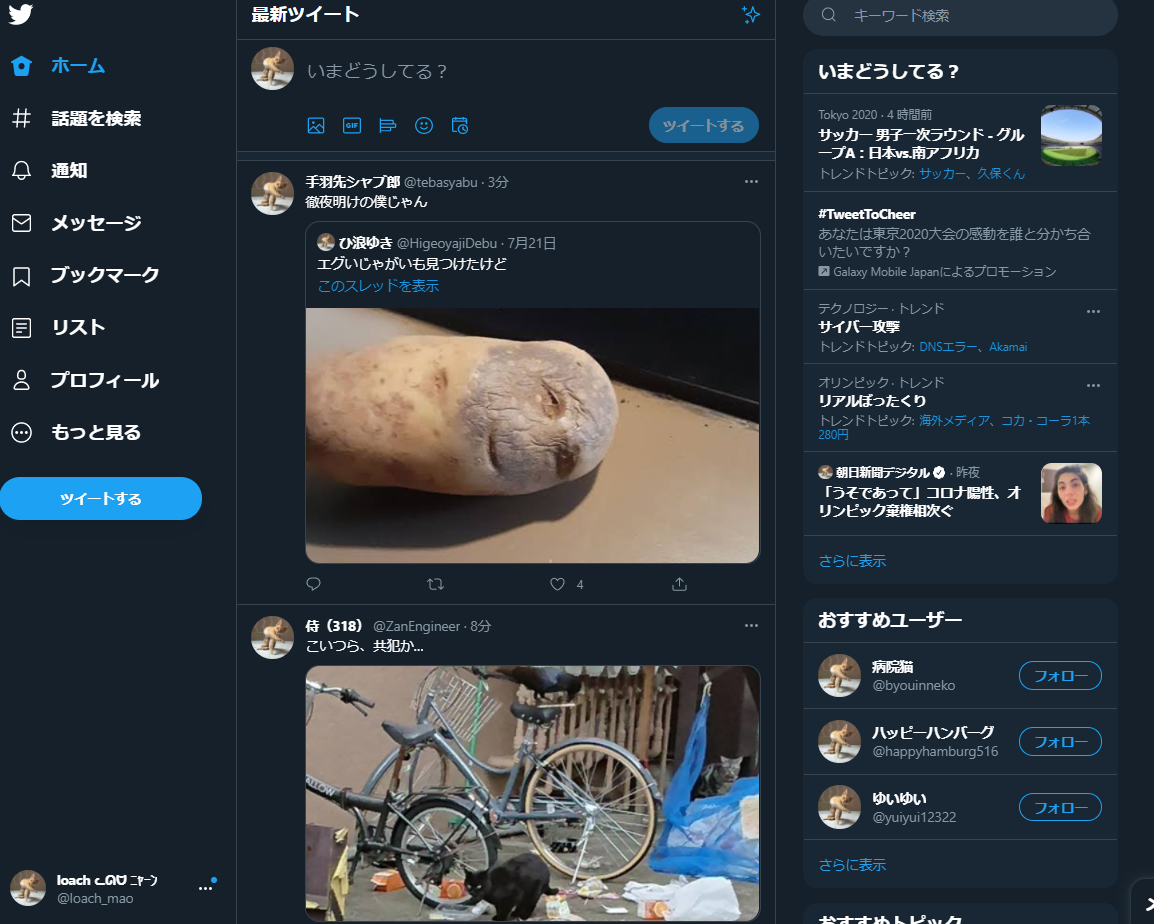 ホーム
話題を検索
通知
メッセージ
ブックマーク
リスト
プロフィール
もっと見る
ツイートする
loach
@loach_mao
最新ツイート
いまどうしてる？
GIF
ツイートする
手羽先シャブ郎 @tebasyabu · 3分
徹夜明けの僕じゃん
ひ浪ゆき @HigeoyajiDebu · 7月21日
エグいじゃがいも見つけたけど
このスレッドを表示
4
侍（318） @ZanEngineer · 8分
こいつら、共犯か...
キーワード検索
いまどうしてる？
Tokyo 2020 · 4 時間前
サッカー 男子一次ラウンド - グル
ープA：日本vs.南アフリカ
トレンドトピック: サッカー、久保くん
#TweetToCheer
あなたは東京2020大会の感動を誰と分かち合
いたいですか？
Galaxy Mobile Japanによるプロモーション
テクノロジー · トレンド
サイバー攻撃
トレンドトピック: DNSエラー、Akamai
オリンピック · トレンド
リアルぼったくり
トレンドトピック: 海外メディア、コカ・コーラ1本
280円
朝日新聞デジタル · 昨夜
「うそであって」コロナ陽性、オ
リンピック棄権相次ぐ
さらに表示
おすすめユーザー
病院猫
@byouinneko
フォロー
ハッピーハンバーグ
@happyhamburg516
フォロー
ゆいゆい
@yuiyui12322
フォロー
さらに表示
おすすめトピック